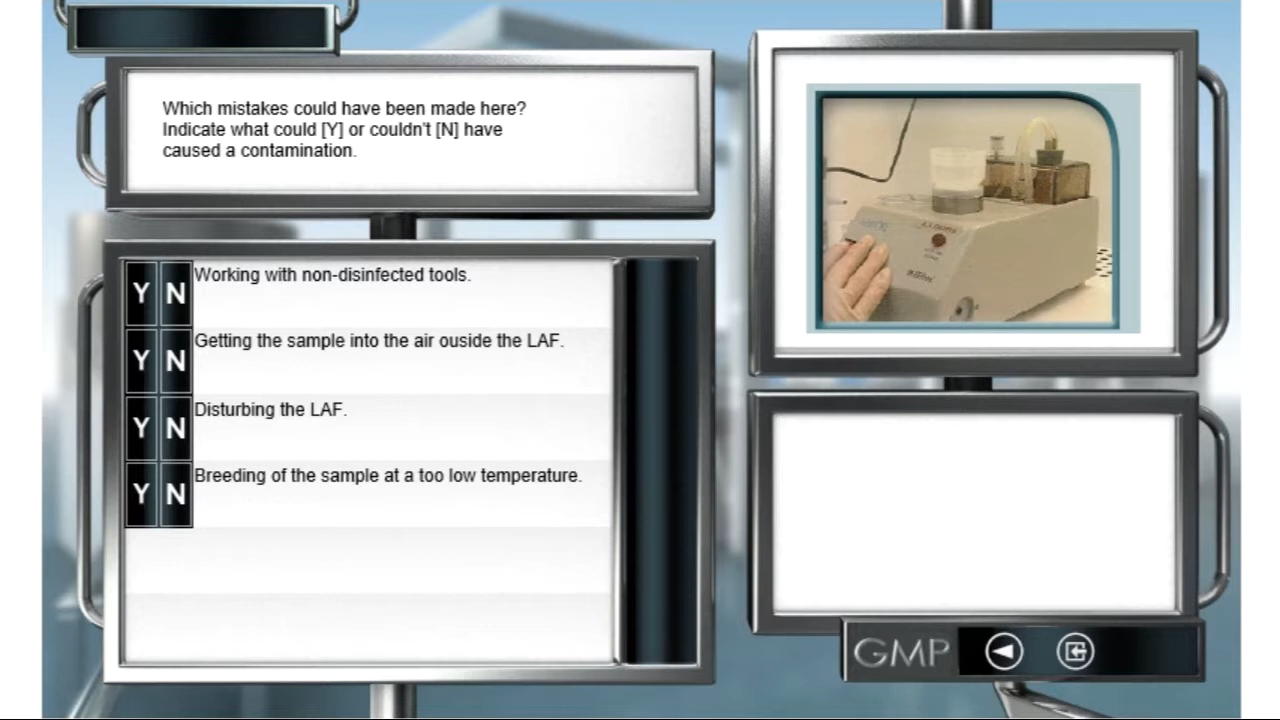 Which mistakes could have been made here?
Indicate what could [Y] or couldn't [N] have
caused a contamination.
Y N Working with non-disinfected tools.
Y N Getting the sample into the air ouside the LAF.
Y N Disturbing the LAF.
Y N Breeding of the sample at a too low temperature.
GMP